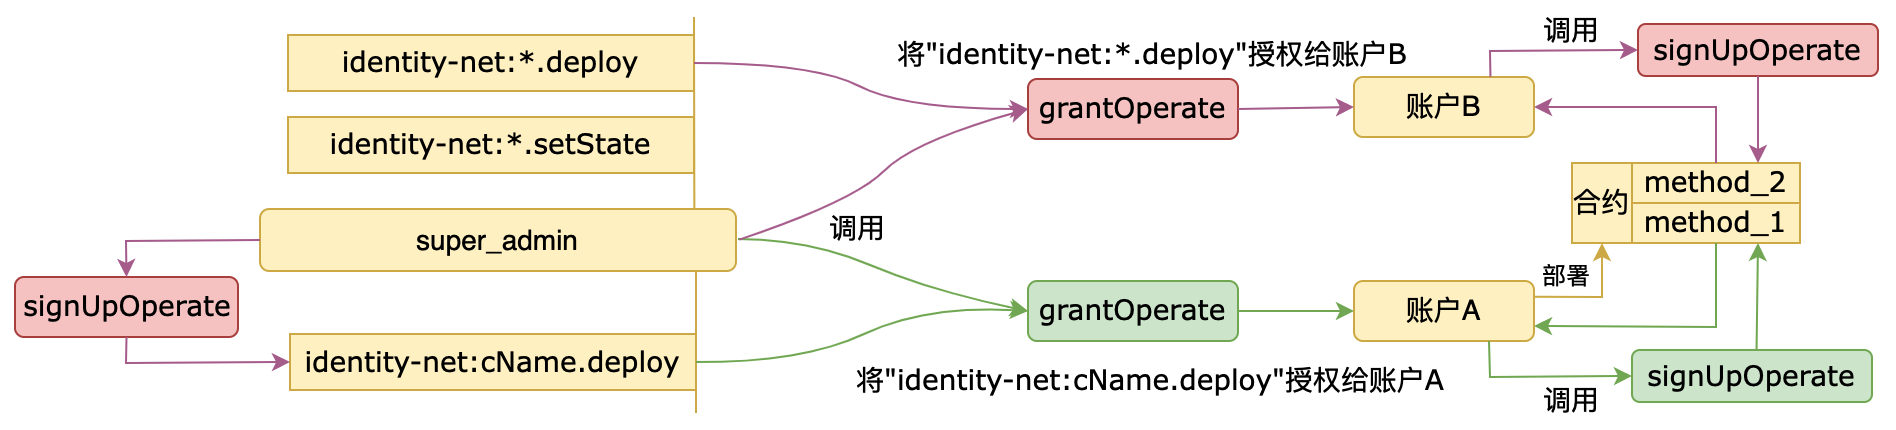 identity-net:*.deploy
identity-net:*.setState
super_admin
signUpOperate
identity-net:cName.deploy
调用
将"identity-net:*.deploy"授权给账户B
grantOperate
账户B
调用
signUpOperate
合约
method_2
method_1
部署
grantOperate
账户A
将"identity-net:cName.deploy"授权给账户A
调用
signUpOperate